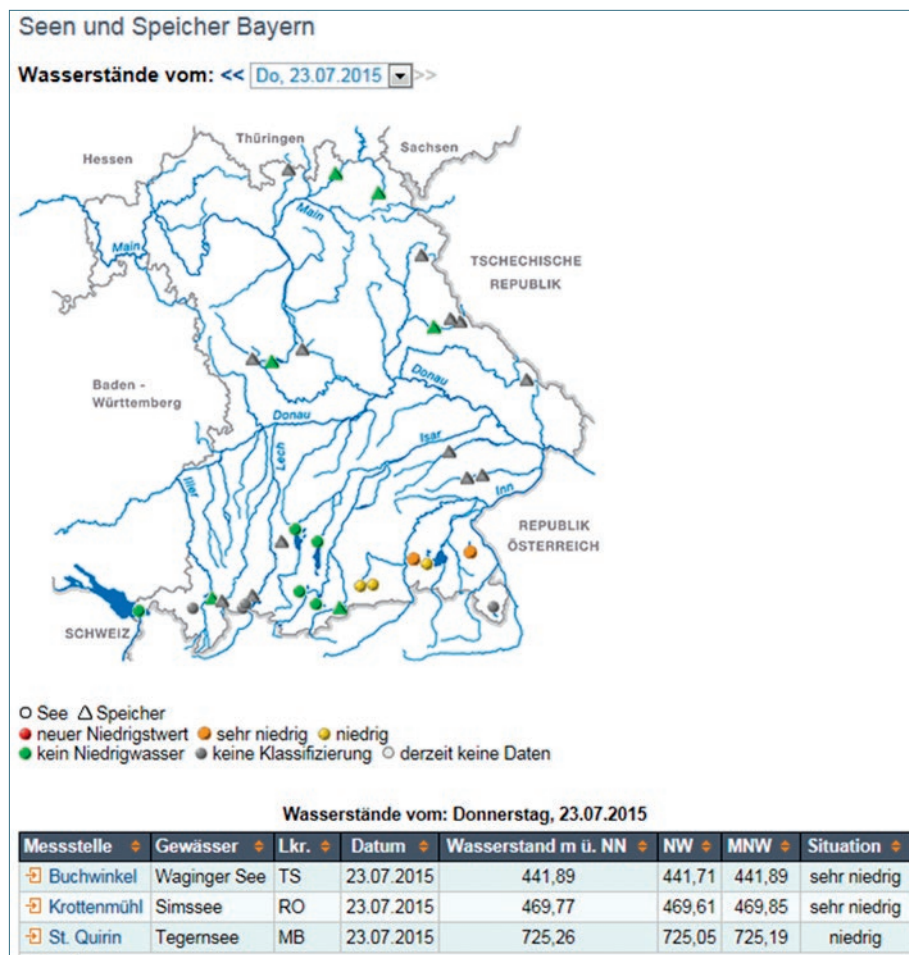 Seen und Speicher Bayern
Wasserstände vom: << Do, 23.07.2015 >>
Thüringen
Hessen
Sachsen
Main
Main
TSCHECHISCHE
REPUBLIK
Baden -
Württemberg
Donau
Donau
Isar
Lech
Iller
Inn
REPUBLIK
ÖSTERREICH
SCHWEIZ
See Speicher
neuer Niedrigstwert sehr niedrig niedrig
kein Niedrigwasser keine Klassifizierung derzeit keine Daten
Wasserstände vom: Donnerstag, 23.07.2015
Messstelle Gewässer Lkr. Datum Wasserstand m ü. NN NW MNW Situation
Buchwinkel Waginger See TS 23.07.2015 441,89 441,71 441,89 sehr niedrig
Krottenmühl Simssee RO 23.07.2015 469,77 469,61 469,85 sehr niedrig
St. Quirin Tegernsee MB 23.07.2015 725,26 725,05 725,19 niedrig